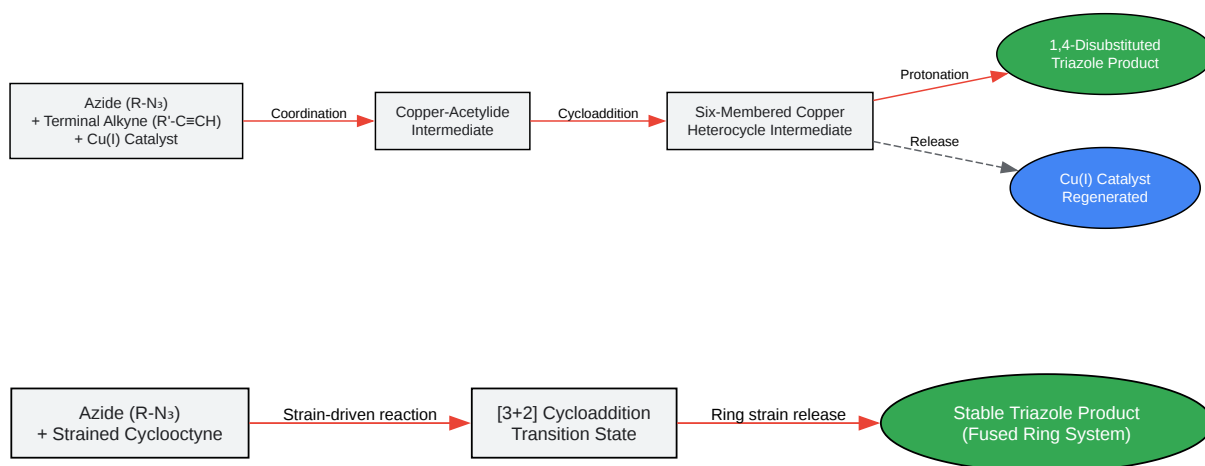 Azide (R-N₃)
+ Terminal Alkyne (R'-C≡CH)
+ Cu(I) Catalyst
Coordination
Copper-Acetylide
Intermediate
Cycloaddition
Six-Membered Copper
Heterocycle Intermediate
Protonation
1,4-Disubstituted
Triazole Product
Release
Cu(I) Catalyst
Regenerated
Azide (R-N₃)
+ Strained Cyclooctyne
Strain-driven reaction
[3+2] Cycloaddition
Transition State
Ring strain release
Stable Triazole Product
(Fused Ring System)